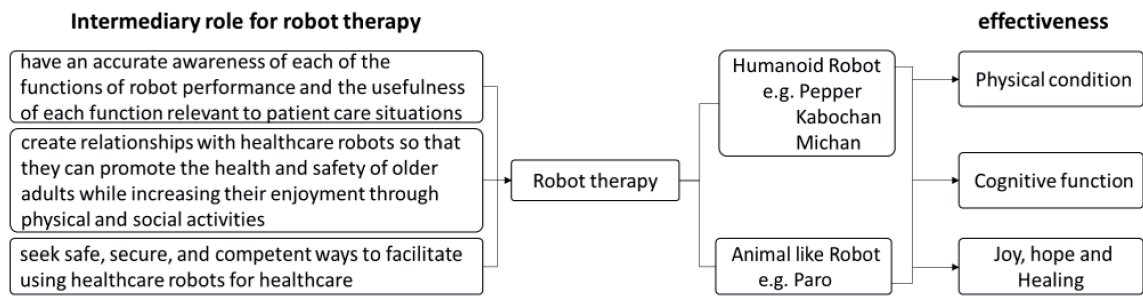 Intermediary role for robot therapy
effectiveness
have an accurate awareness of each of the
functions of robot performance and the usefulness
of each function relevant to patient care situations
create relationships with healthcare robots so that
they can promote the health and safety of older
adults while increasing their enjoyment through
physical and social activities
seek safe, secure, and competent ways to facilitate
using healthcare robots for healthcare
Robot therapy
Humanoid Robot
e.g. Pepper
Kabochan
Michan
Animal like Robot
e.g. Paro
Physical condition
Cognitive function
Joy, hope and
Healing